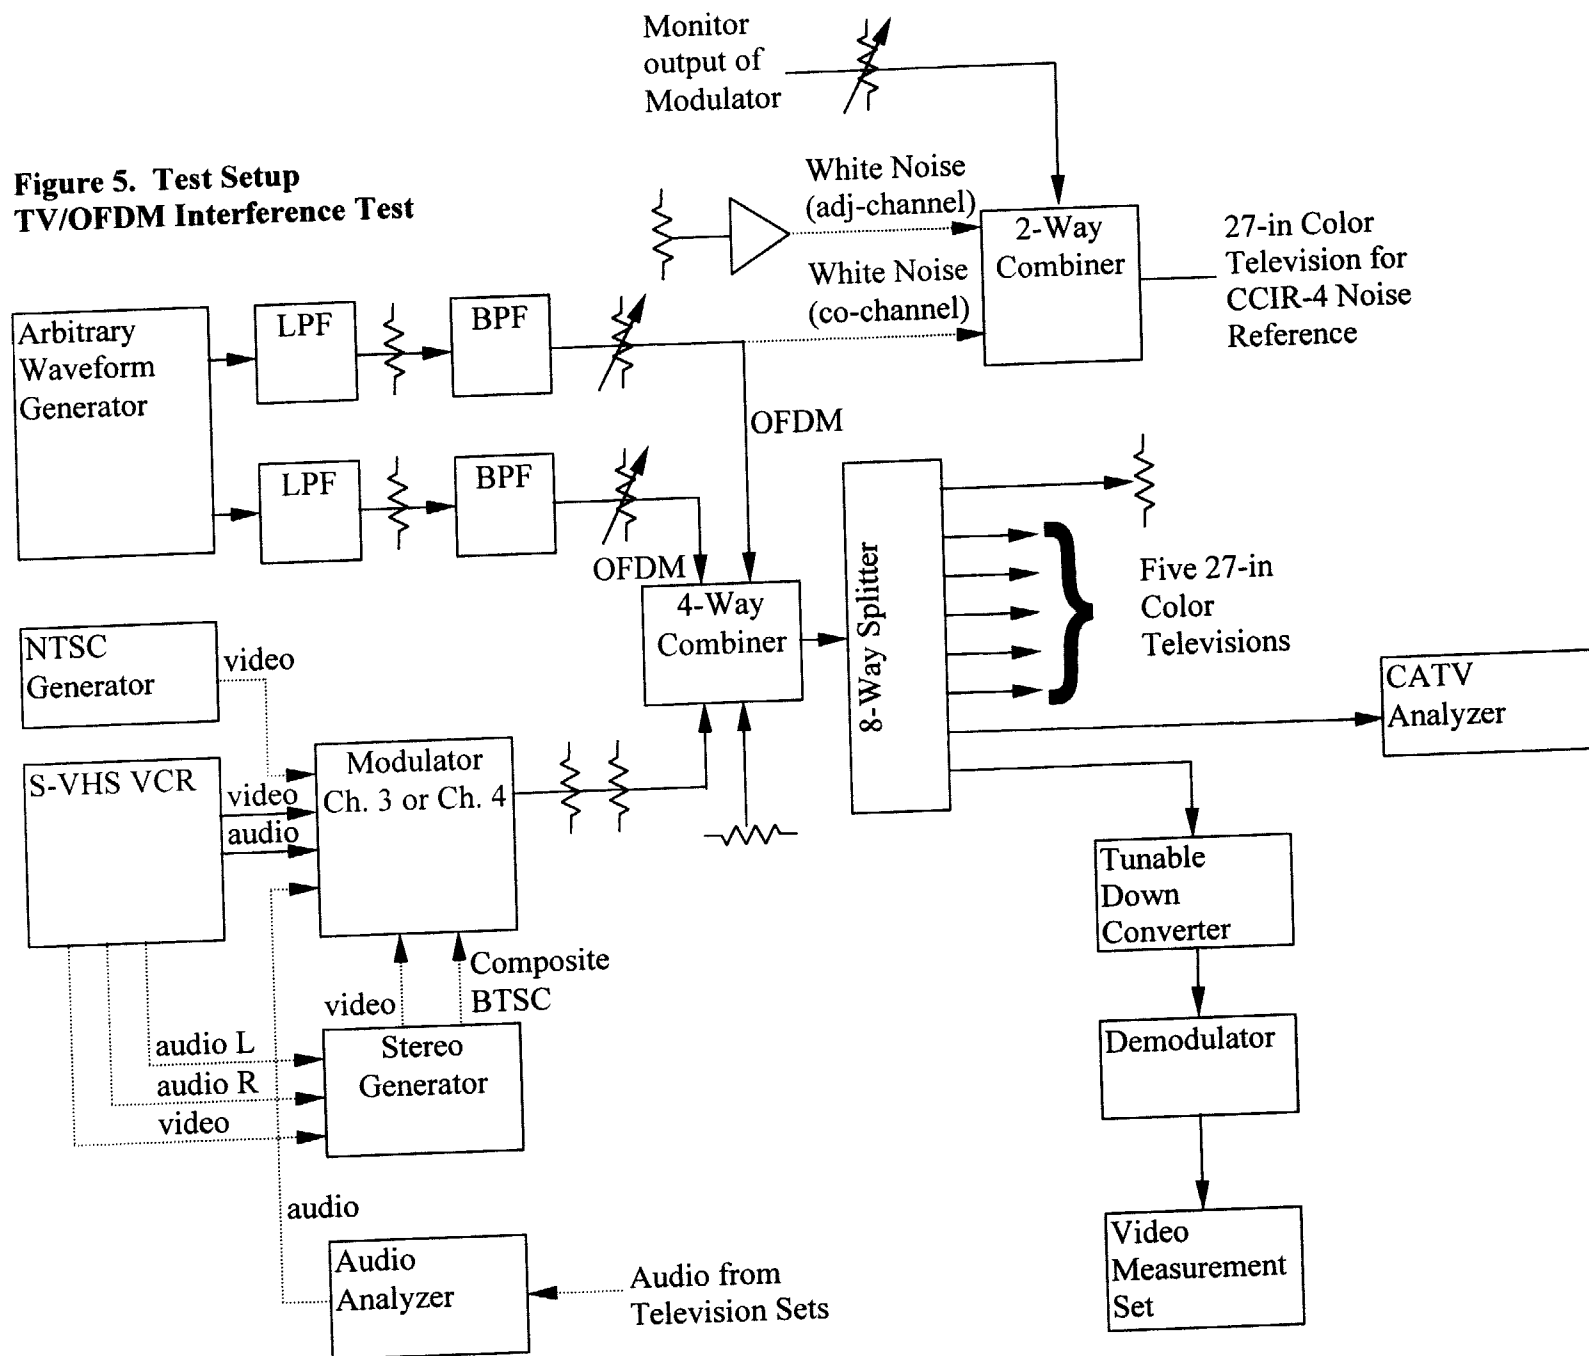 Monitor
output of
Modulator
Figure 5. Test Setup
TV/OFDM Interference Test
White Noise
(adj-channel)
2-Way
Combiner
27-in Color
Television for
CCIR-4 Noise
Reference
White Noise
(co-channel)
Arbitrary
Waveform
Generator
LPF
BPF
OFDM
LPF
BPF
OFDM
4-Way
Combiner
8-Way Splitter
Five 27-in
Color
Televisions
NTSC
Generator
video
CATV
Analyzer
S-VHS VCR
video
audio
Modulator
Ch. 3 or Ch. 4
Tunable
Down
Converter
Composite
BTSC
video
audio L
audio R
video
Stereo
Generator
Demodulator
audio
Audio
Analyzer
Audio from
Television Sets
Video
Measurement
Set